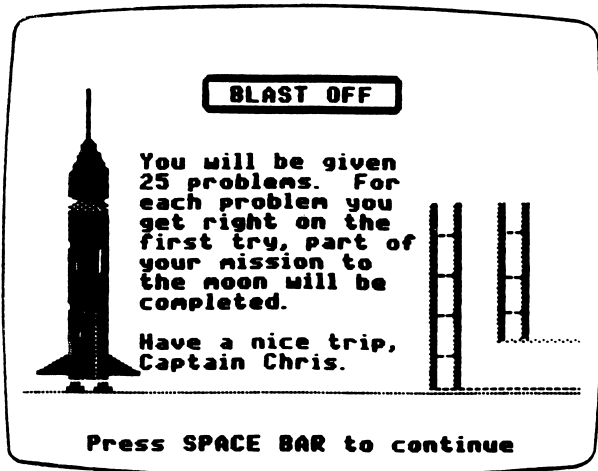 BLAST OFF
You will be given
25 problems. For
each problem you
get right on the
first try, part of
your mission to
the moon will be
completed.
Have a nice trip,
Captain Chris.
Press SPACE BAR to continue